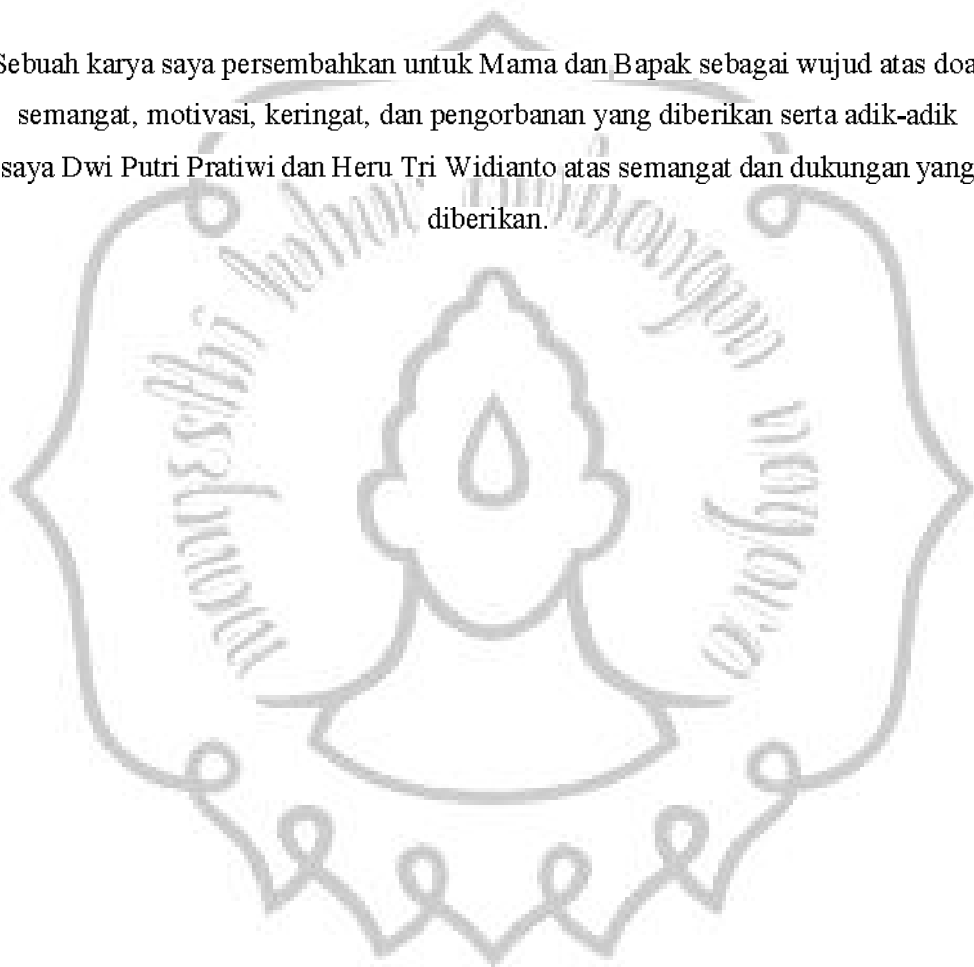 Sebuah karya saya persembahkan untuk Mama dan Bapak sebagai wujud atas doa
semangat, motivasi, keringat, dan pengorbanan yang diberikan serta adik-adik
saya Dwi Putri Pratiwi dan Heru Tri Widianto atas semangat dan dukungan yang
diberikan.